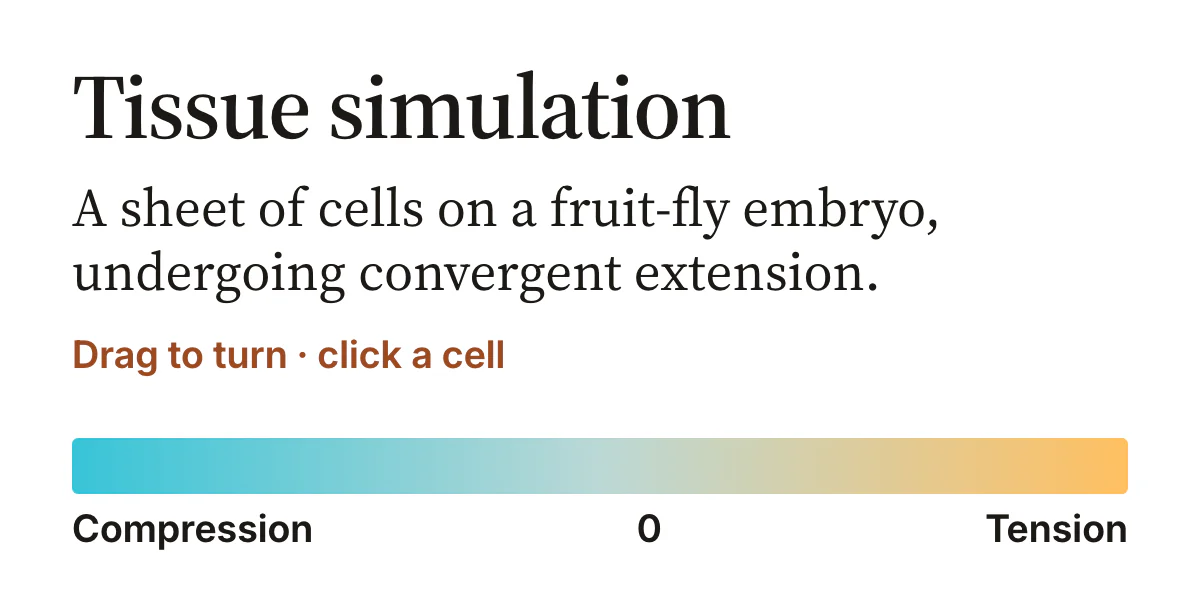 Tissue simulation
A sheet of cells on a fruit-fly embryo,
undergoing convergent extension.
Drag to turn · click a cell
Compression 0 Tension